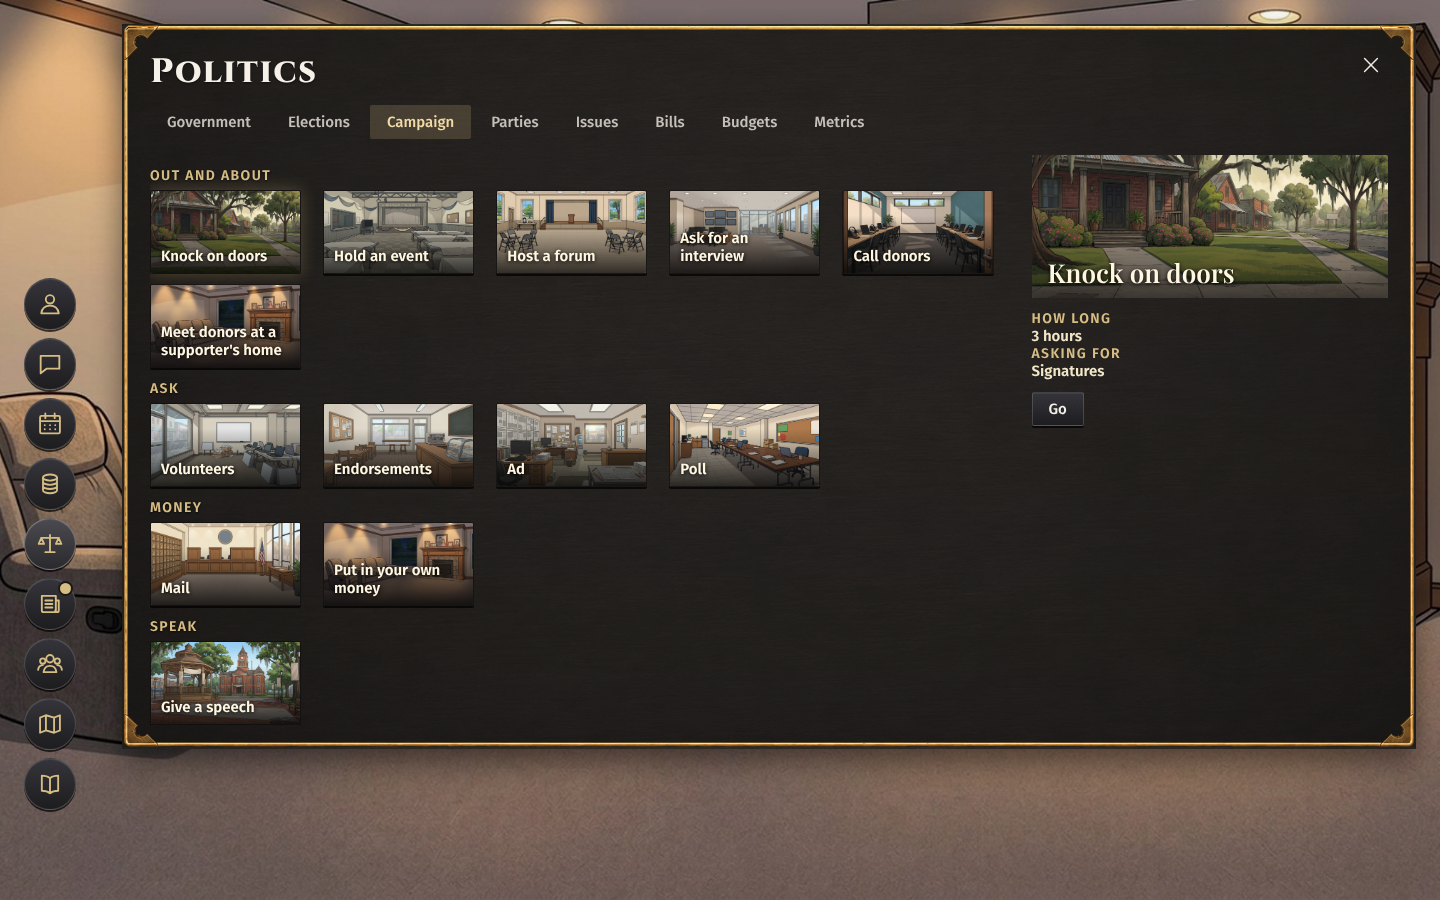 Politics
Government
Elections
Campaign
Parties
Issues
Bills
Budgets
Metrics
OUT AND ABOUT
Knock on doors
Hold an event
Host a forum
Ask for an
interview
Call donors
Meet donors at a
supporter's home
ASK
Volunteers
Endorsements
Ad
Poll
MONEY
Mail
Put in your own
money
SPEAK
Give a speech
Knock on doors
HOW LONG
3 hours
ASKING FOR
Signatures
Go